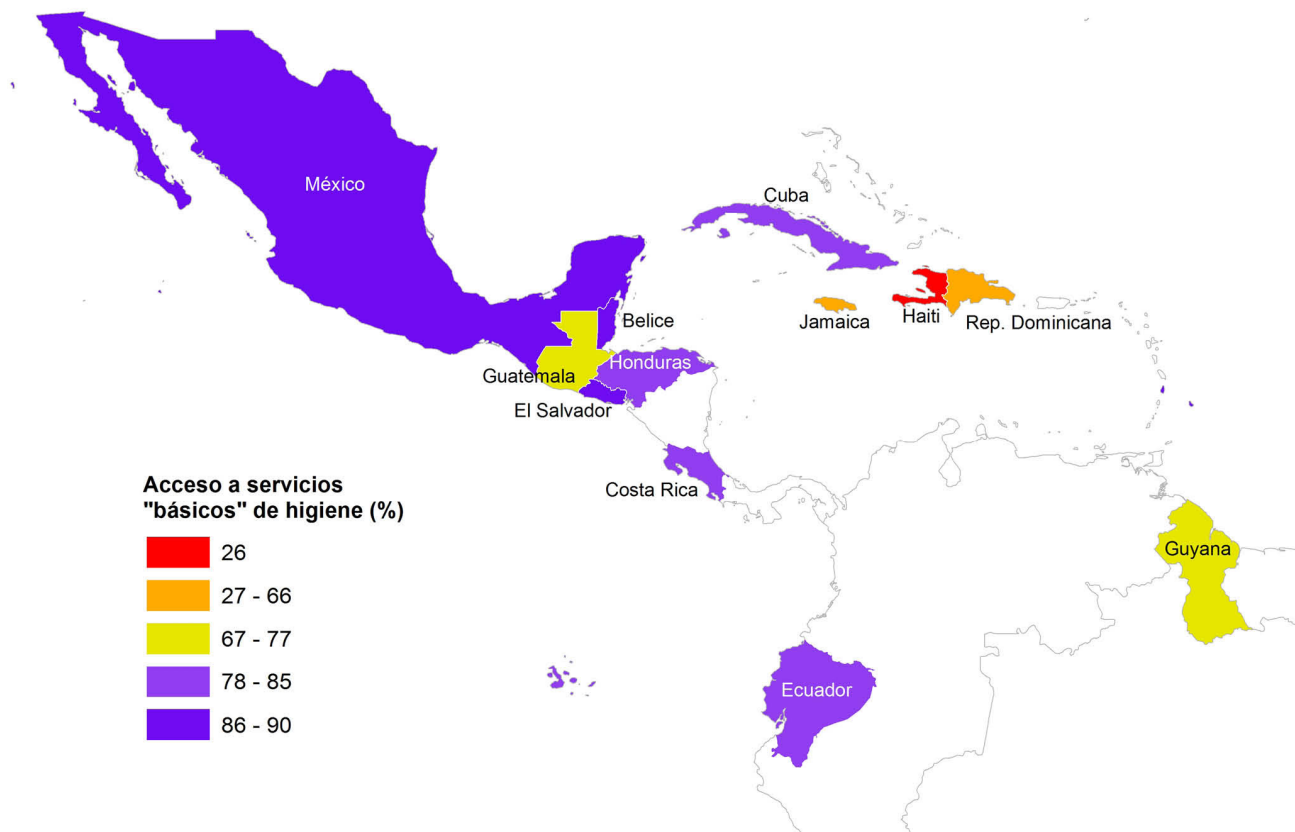 México
Cuba
Belice
Jamaica
Haiti
Rep. Dominicana
Honduras
Guatemala
El Salvador
Costa Rica
Guyana
Ecuador
Acceso a servicios
"básicos" de higiene (%)
26
27 - 66
67 - 77
78 - 85
86 - 90